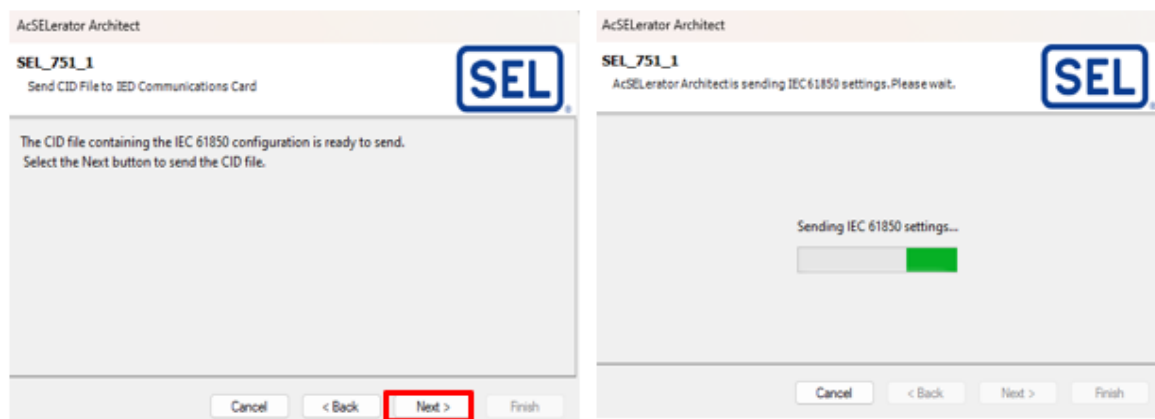 AcSELerator Architect
SEL_751_1
Send CID File to IED Communications Card
SEL
The CID file containing the IEC 61850 configuration is ready to send.
Select the Next button to send the CID file.
Cancel
< Back
Next >
Finish
AcSELerator Architect
SEL_751_1
AcSELerator Architect is sending IEC 61850 settings. Please wait.
SEL
Sending IEC 61850 settings...
Cancel
< Back
Next >
Finish